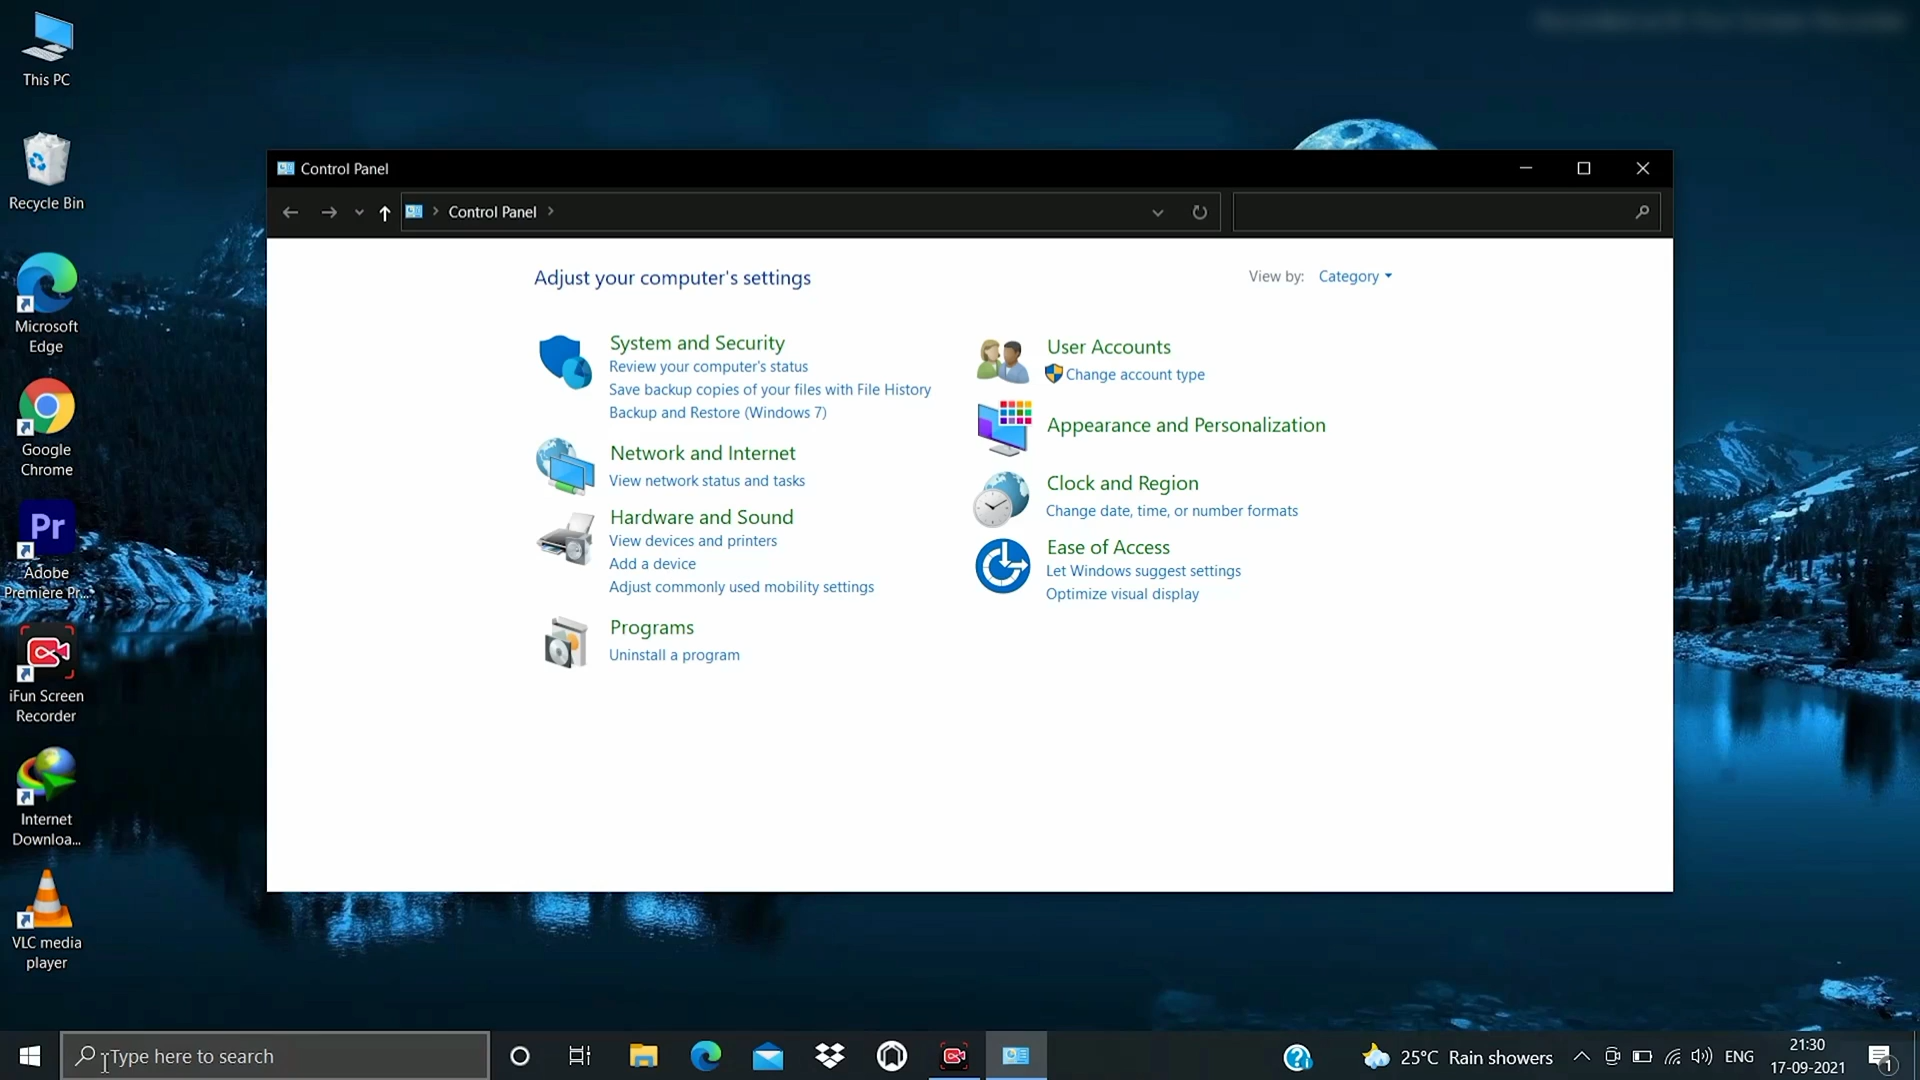 This PC
Recycle Bin
Microsoft
Edge
Google
Chrome
Pr
Adobe
Premiere Pr...
iFun Screen
Recorder
Internet
Downloa...
VLC media
player
Control Panel
Control Panel
Adjust your computer's settings
View by: Category
System and Security
Review your computer's status
Save backup copies of your files with File History
Backup and Restore (Windows 7)
Network and Internet
View network status and tasks
Hardware and Sound
View devices and printers
Add a device
Adjust commonly used mobility settings
Programs
Uninstall a program
User Accounts
Change account type
Appearance and Personalization
Clock and Region
Change date, time, or number formats
Ease of Access
Let Windows suggest settings
Optimize visual display
Type here to search
25°C Rain showers
ENG
21:30
17-09-2021
1